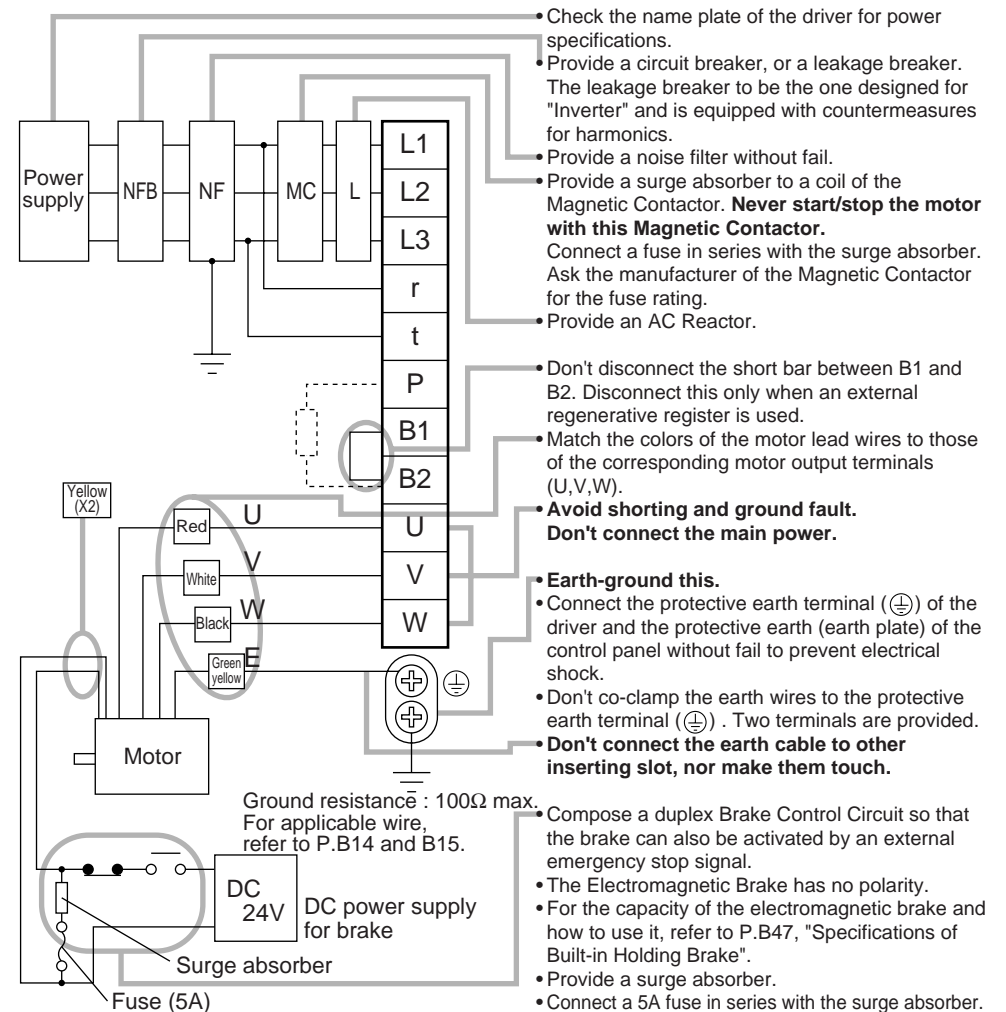 • Check the name plate of the driver for power
specifications.
• Provide a circuit breaker, or a leakage breaker.
The leakage breaker to be the one designed for
"Inverter" and is equipped with countermeasures
for harmonics.
• Provide a noise filter without fail.
• Provide a surge absorber to a coil of the
Magnetic Contactor. Never start/stop the motor
with this Magnetic Contactor.
Connect a fuse in series with the surge absorber.
Ask the manufacturer of the Magnetic Contactor
for the fuse rating.
• Provide an AC Reactor.
• Don't disconnect the short bar between B1 and
B2. Disconnect this only when an external
regenerative register is used.
• Match the colors of the motor lead wires to those
of the corresponding motor output terminals
(U,V,W).
• Avoid shorting and ground fault.
Don't connect the main power.
• Earth-ground this.
• Connect the protective earth terminal (⏚) of the
driver and the protective earth (earth plate) of the
control panel without fail to prevent electrical
shock.
• Don't co-clamp the earth wires to the protective
earth terminal (⏚) . Two terminals are provided.
• Don't connect the earth cable to other
inserting slot, nor make them touch.
• Compose a duplex Brake Control Circuit so that
the brake can also be activated by an external
emergency stop signal.
• The Electromagnetic Brake has no polarity.
• For the capacity of the electromagnetic brake and
how to use it, refer to P.B47, "Specifications of
Built-in Holding Brake".
• Provide a surge absorber.
• Connect a 5A fuse in series with the surge absorber.
Power
supply
NFB
NF
MC
L
L1
L2
L3
r
t
P
B1
B2
U
V
W
Yellow
(X2)
Red
U
White
V
Black
W
Green
yellow
E
Motor
Ground resistance : 100Ω max.
For applicable wire,
refer to P.B14 and B15.
DC
24V
DC power supply
for brake
Surge absorber
Fuse (5A)